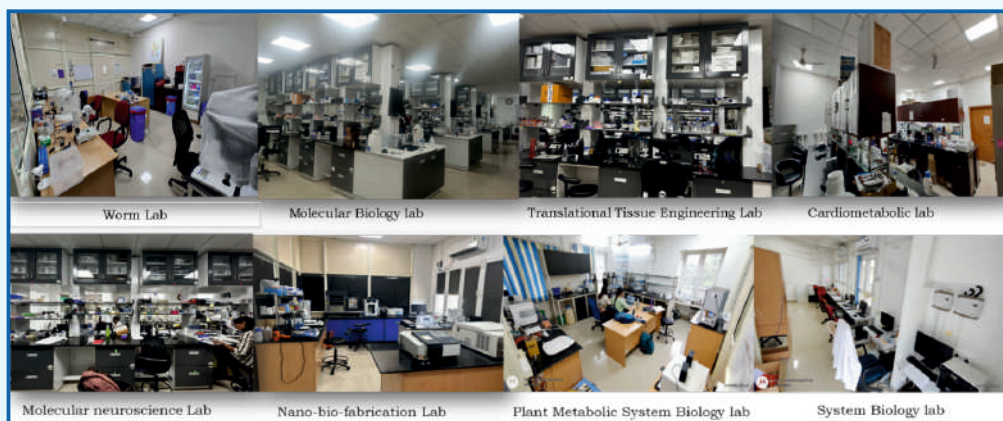 Worm Lab
Molecular Biology lab
Translational Tissue Engineering Lab
Cardiometabolic lab
Molecular neuroscience Lab
Nano-bio-fabrication Lab
Plant Metabolic System Biology lab
System Biology lab